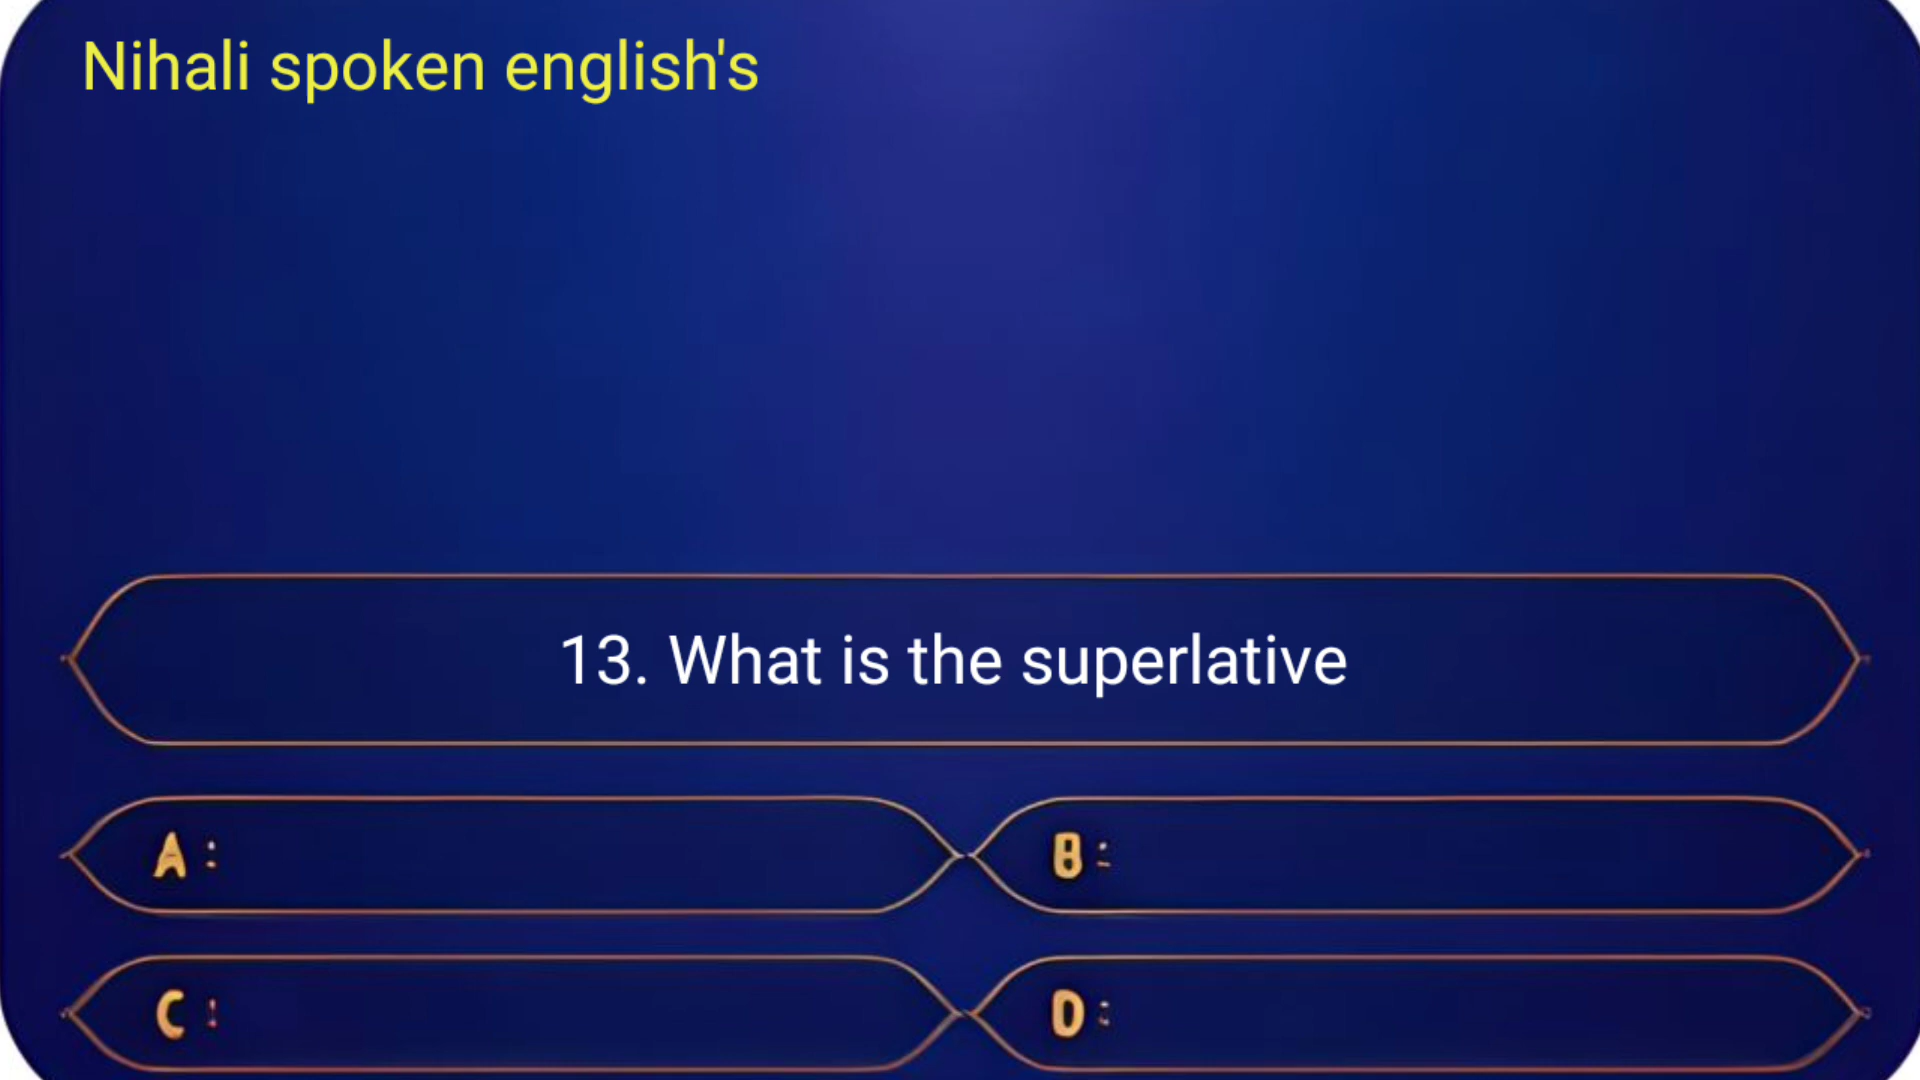 Nihali spoken english's
13. What is the superlative
A :
B :
C :
D :